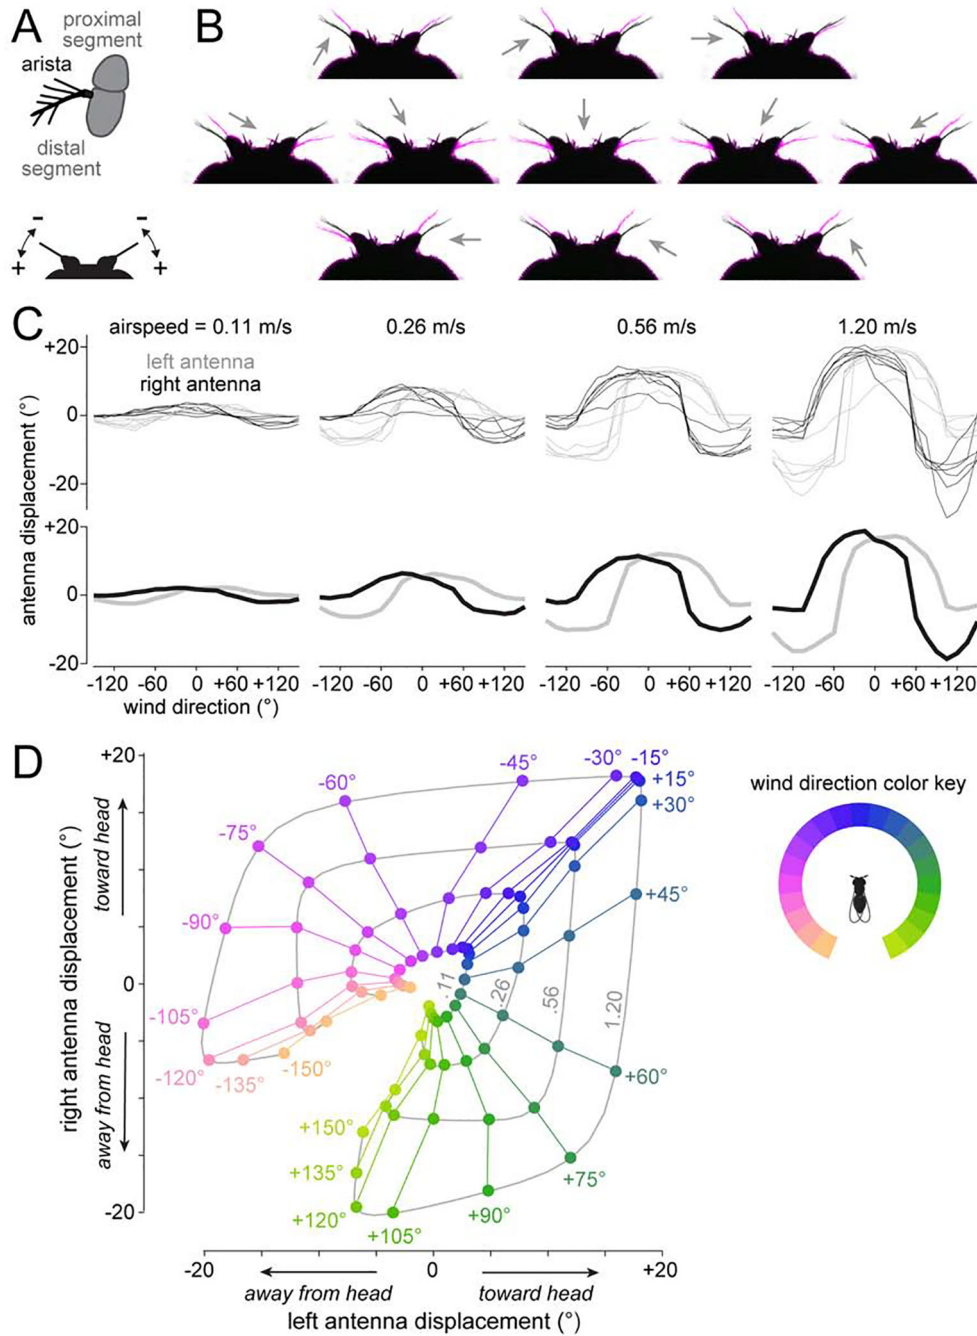 A
proximal
segment
arista
distal
segment
- -
+ +
B
C
airspeed = 0.11 m/s 0.26 m/s 0.56 m/s 1.20 m/s
left antenna
right antenna
antenna displacement (°)
+20
0
-20
antenna displacement (°)
+20
0
-20
-120 -60 0 +60 +120 -120 -60 0 +60 +120 -120 -60 0 +60 +120 -120 -60 0 +60 +120
wind direction (°)
D
+20
0
-20
right antenna displacement (°)
toward head
away from head
-45° -30° -15°
+15°
+30°
-60°
-75°
+45°
-90°
-105°
-120°
-135°
-150°
+60°
+75°
+90°
+105°
+120°
+135°
+150°
.11 .26 .56 1.20
wind direction color key
-20 0 +20
away from head toward head
left antenna displacement (°)